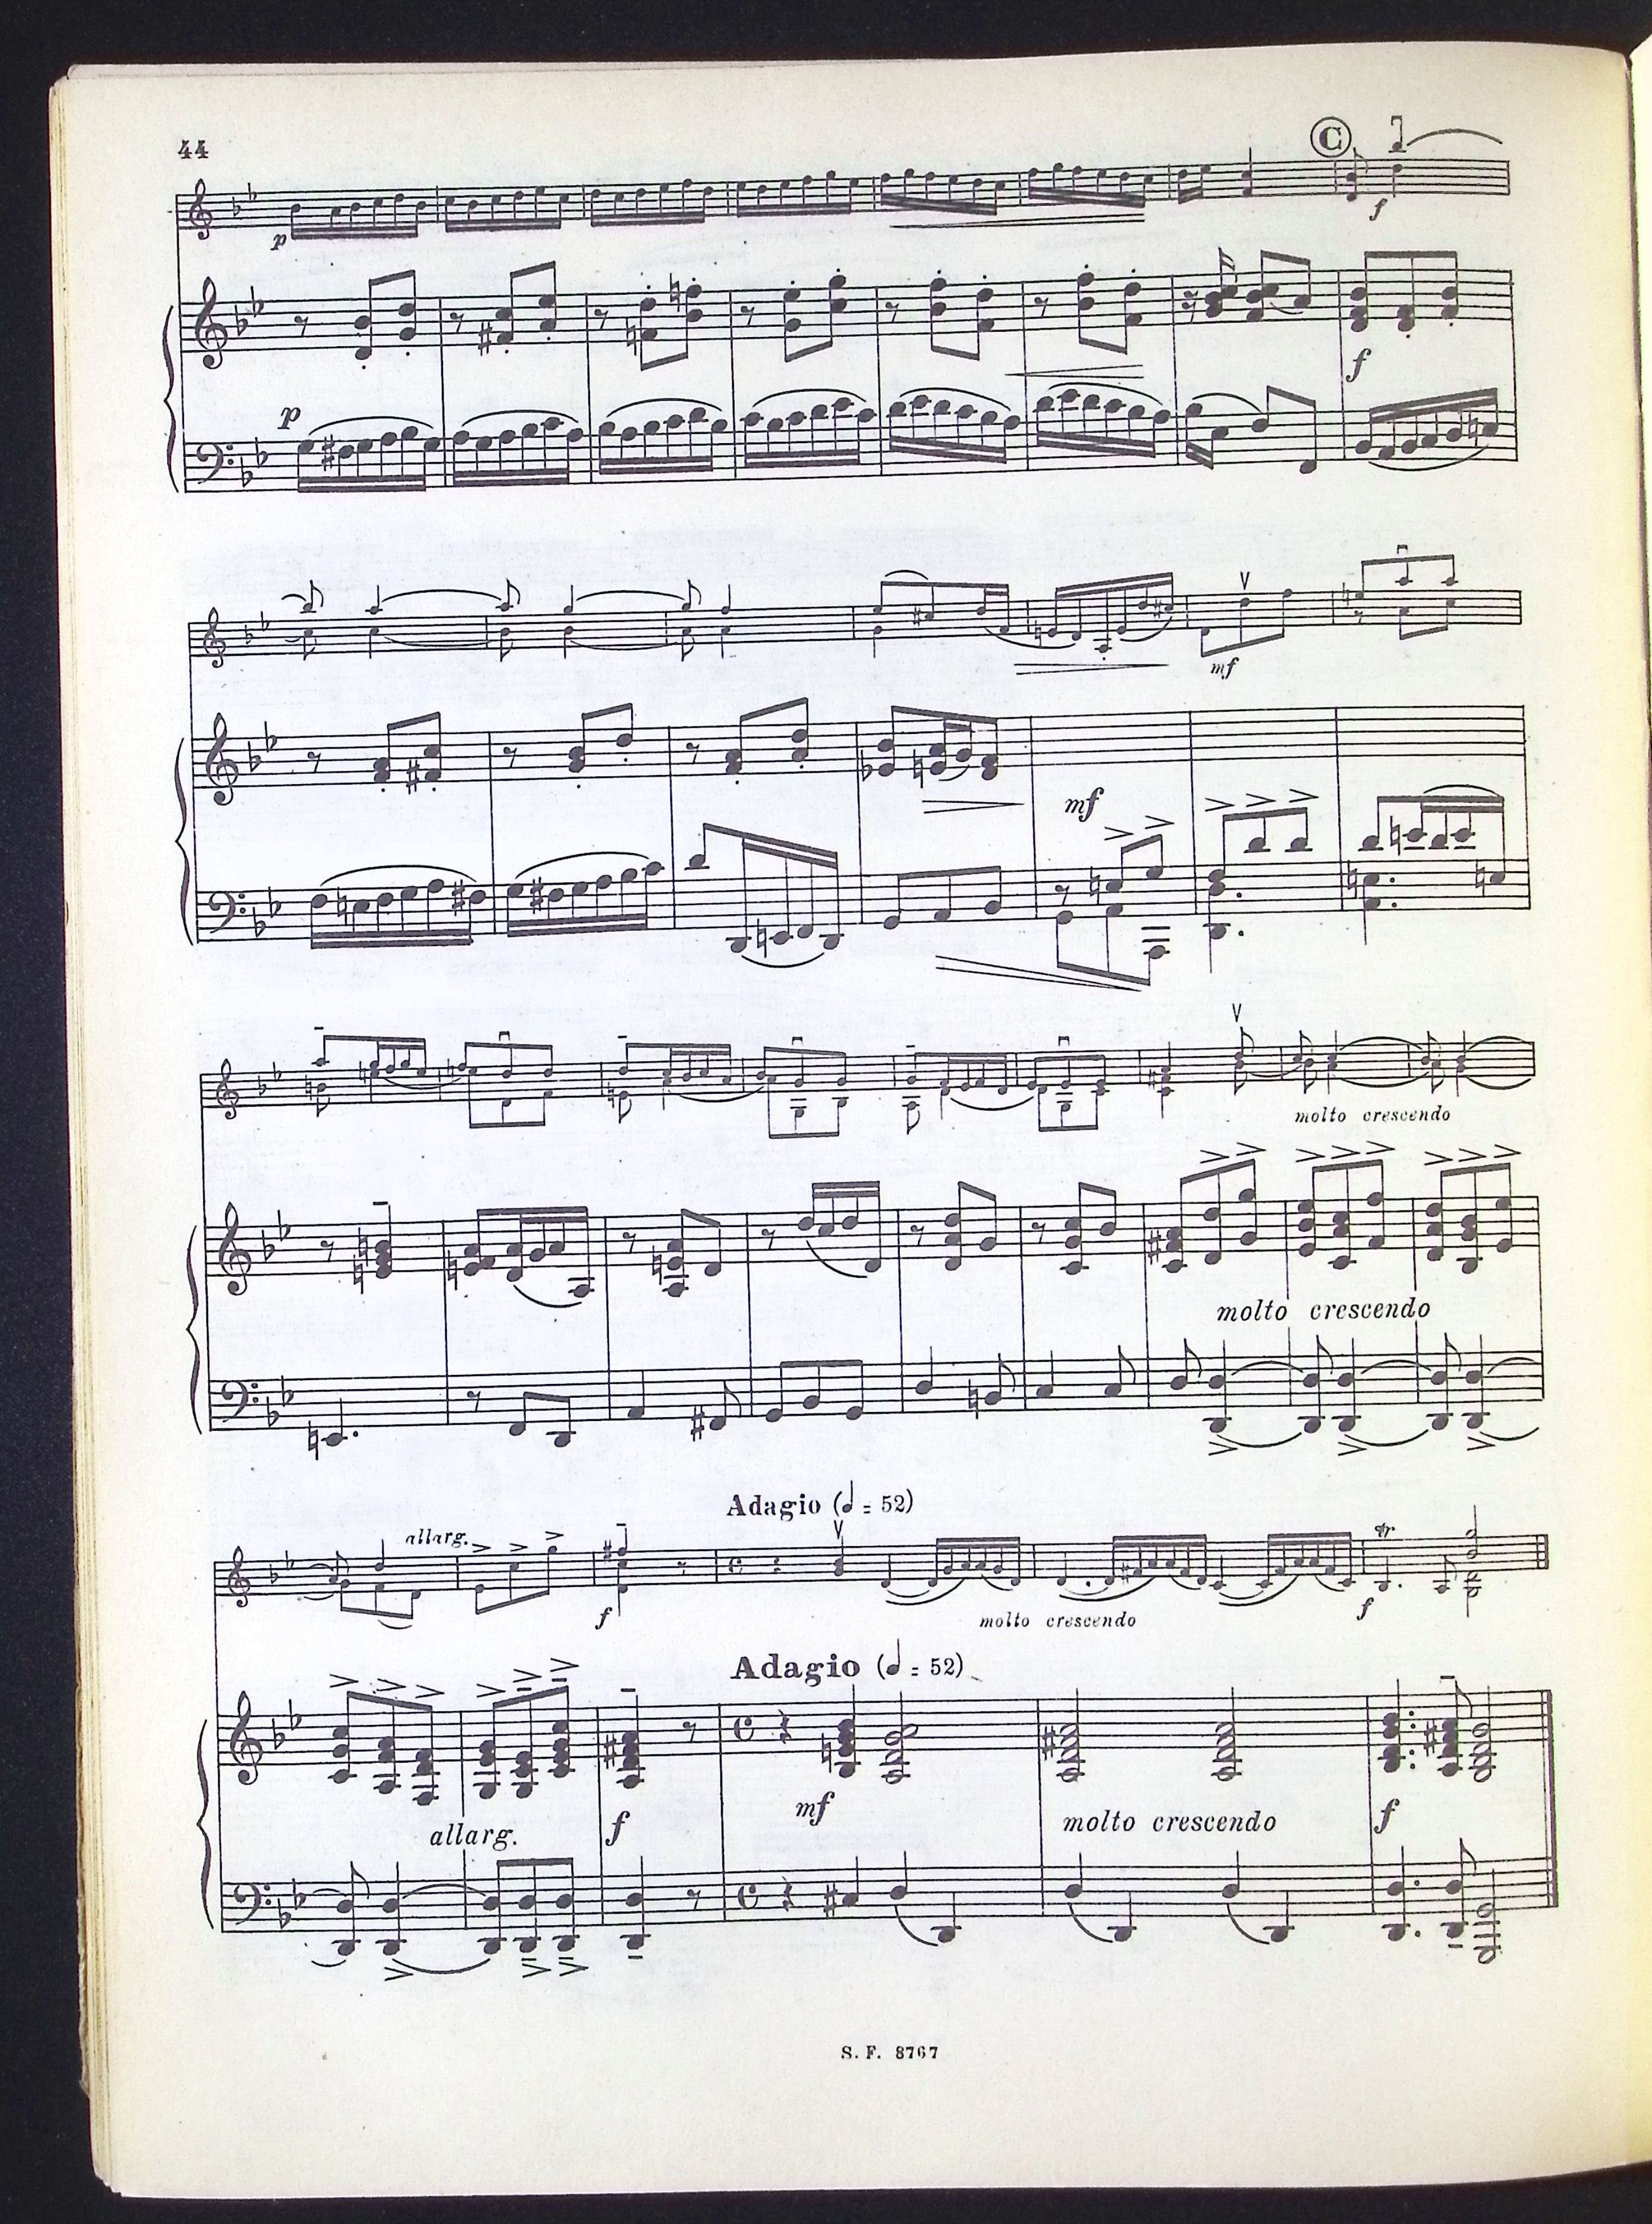 44
C
p
f
p
f
mf
mf
molto crescendo
molto crescendo
Adagio (𝅗𝅥 = 52)
allarg.
tr
f
molto crescendo
f
Adagio (𝅗𝅥 = 52)
mf
molto crescendo
f
f
allarg.
S. F. 8767